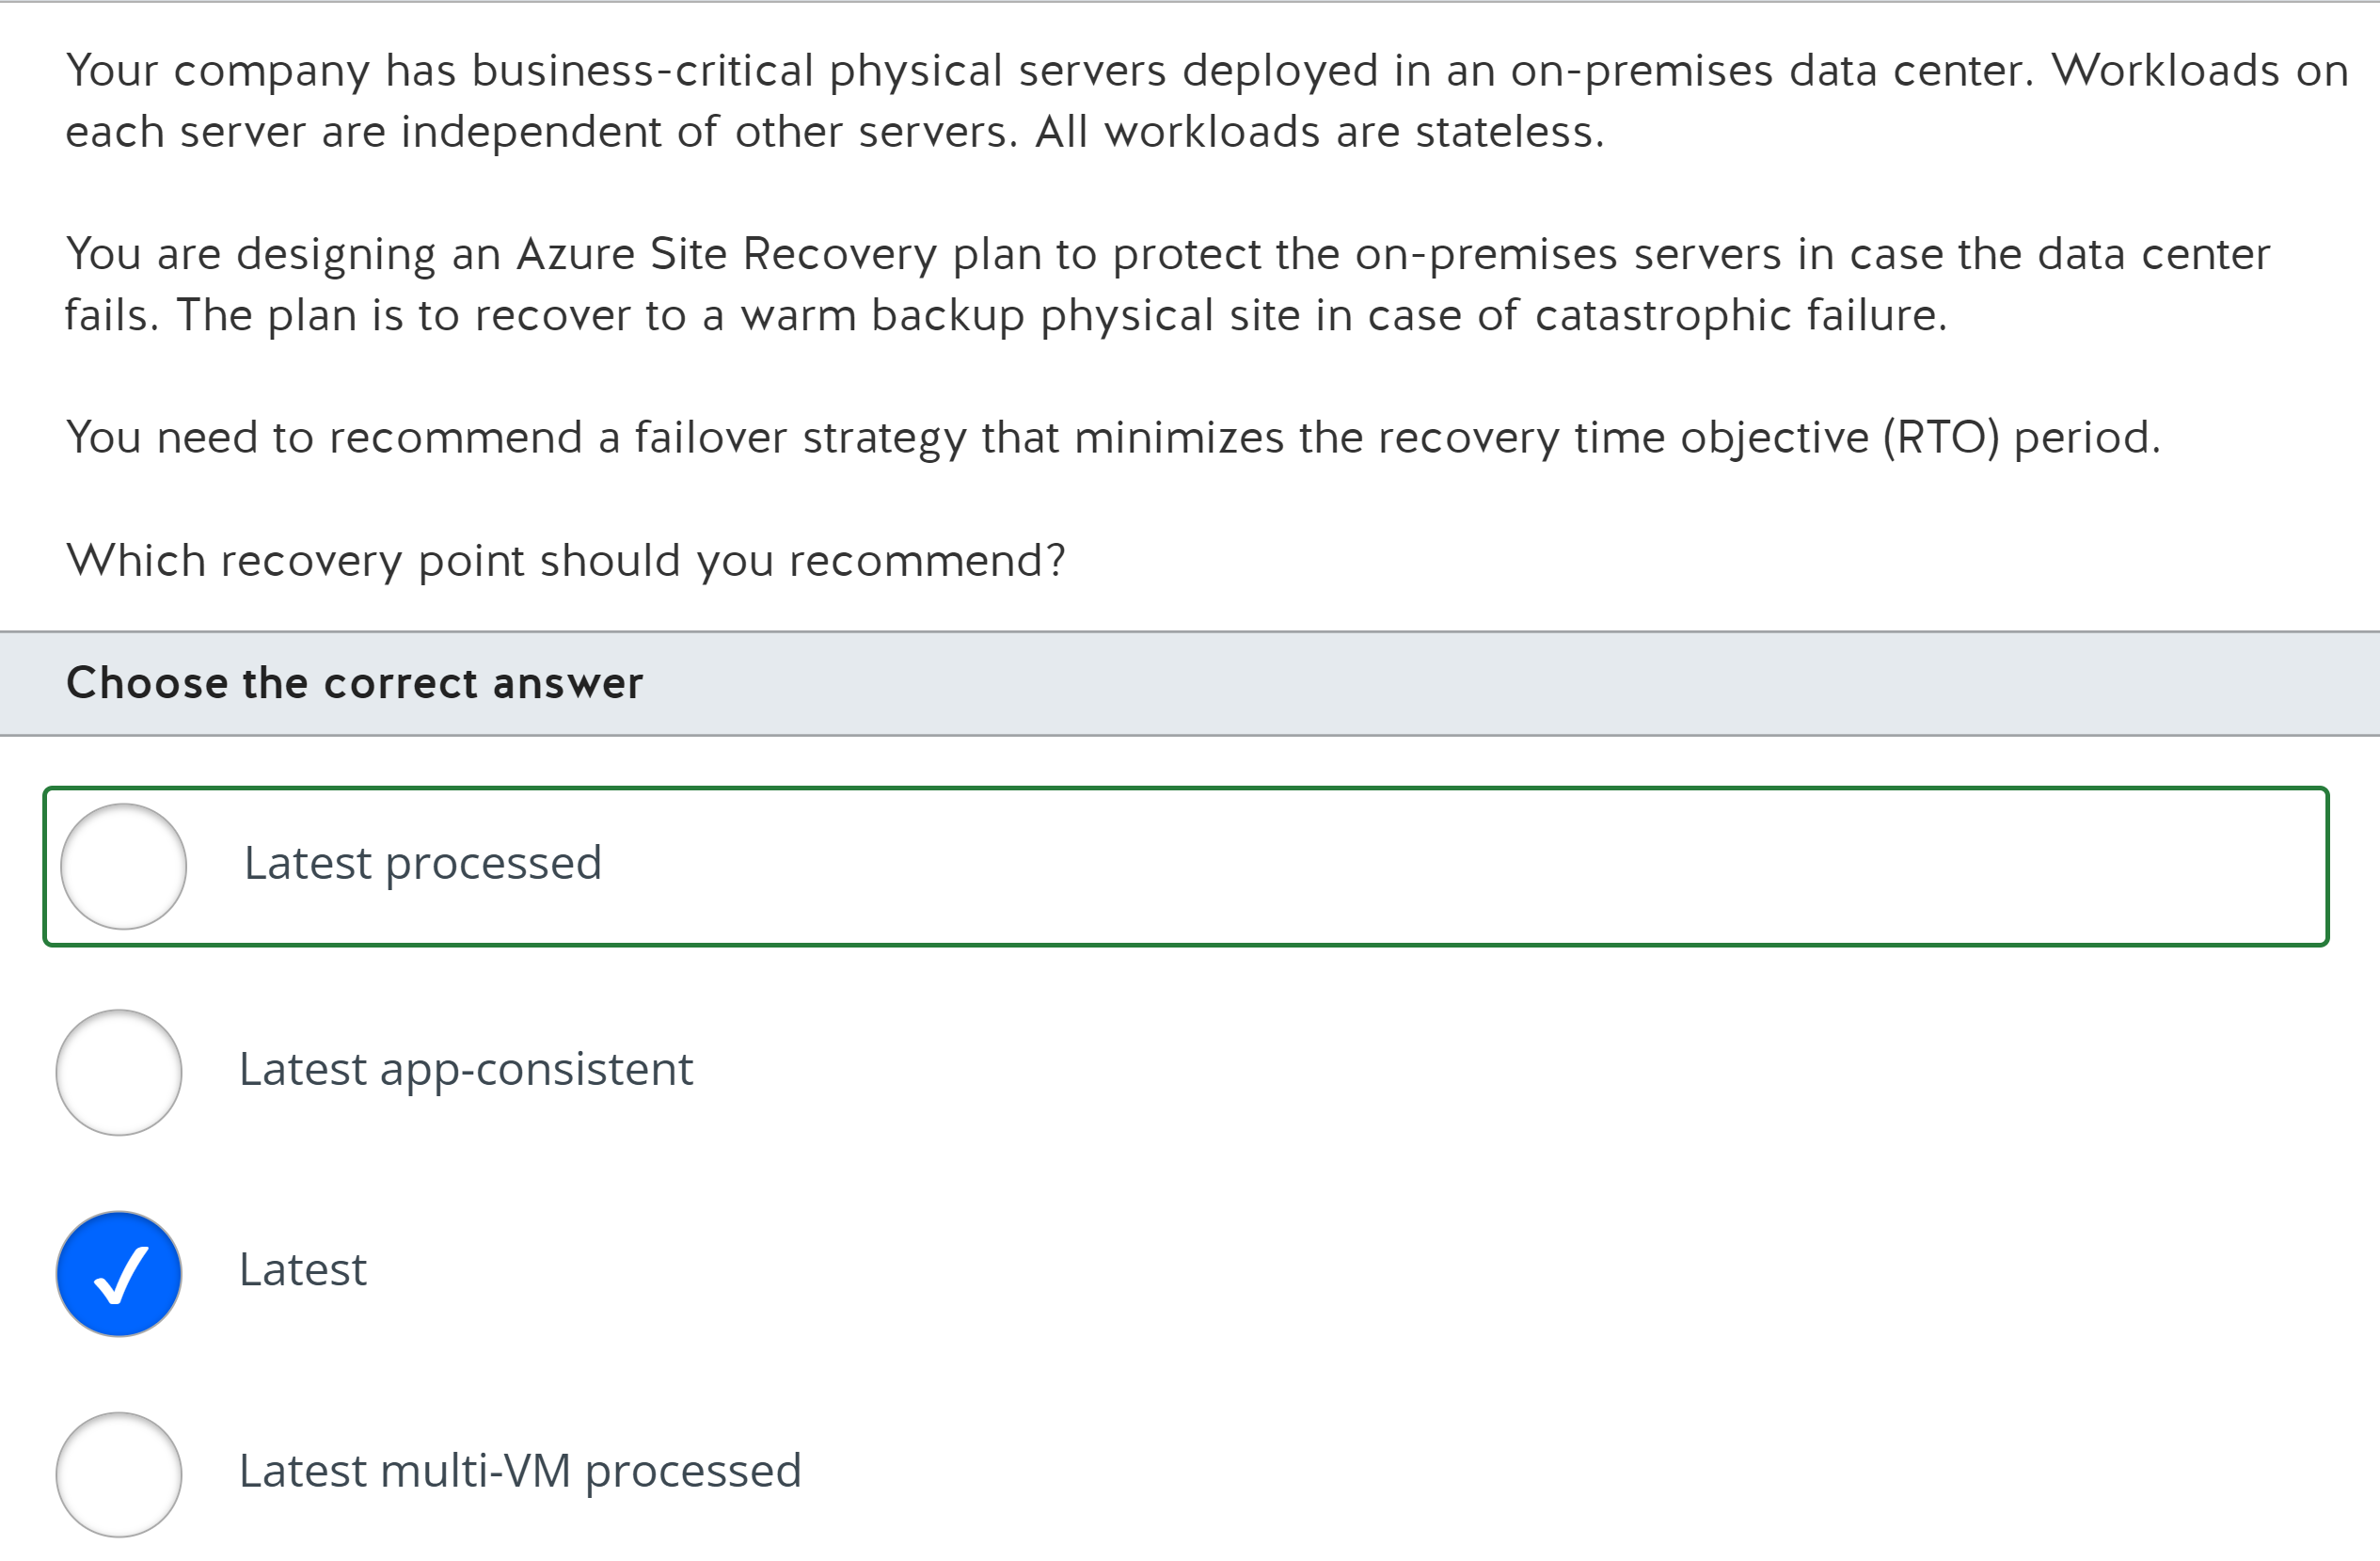 Your company has business-critical physical servers deployed in an on-premises data center. Workloads on
each server are independent of other servers. All workloads are stateless.
You are designing an Azure Site Recovery plan to protect the on-premises servers in case the data center
fails. The plan is to recover to a warm backup physical site in case of catastrophic failure.
You need to recommend a failover strategy that minimizes the recovery time objective (RTO) period.
Which recovery point should you recommend?
Choose the correct answer
Latest processed
Latest app-consistent
Latest
Latest multi-VM processed